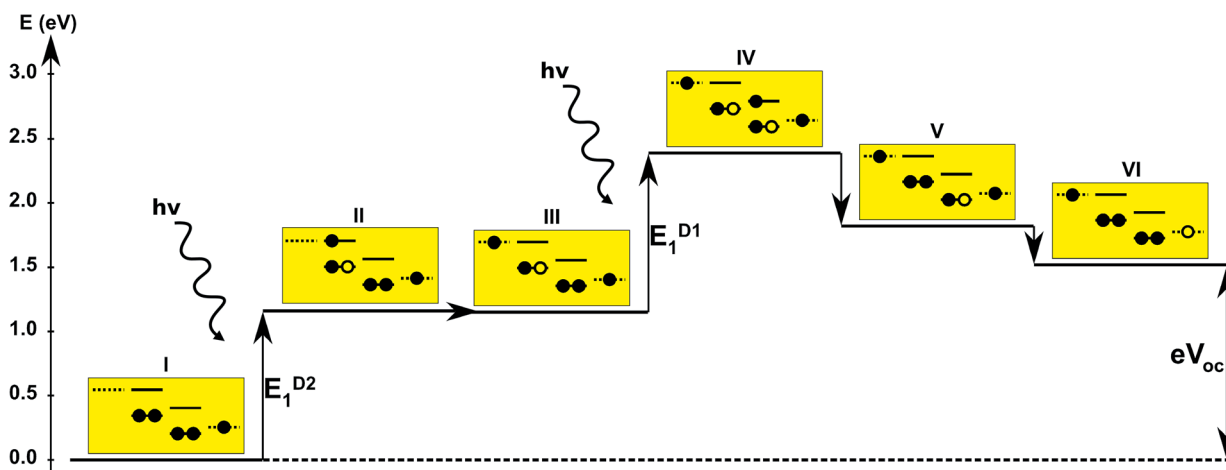 E (eV)
3.0
2.5
2.0
1.5
1.0
0.5
0.0
I
II
III
IV
V
VI
hν
hν
E₁ᴰ²
E₁ᴰ¹
eVₒc